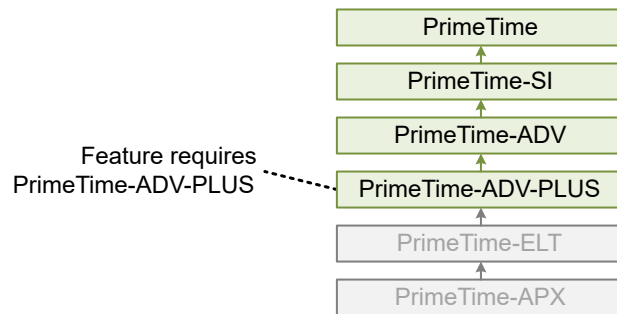 PrimeTime
PrimeTime-SI
PrimeTime-ADV
Feature requires
PrimeTime-ADV-PLUS
PrimeTime-ADV-PLUS
PrimeTime-ELT
PrimeTime-APX